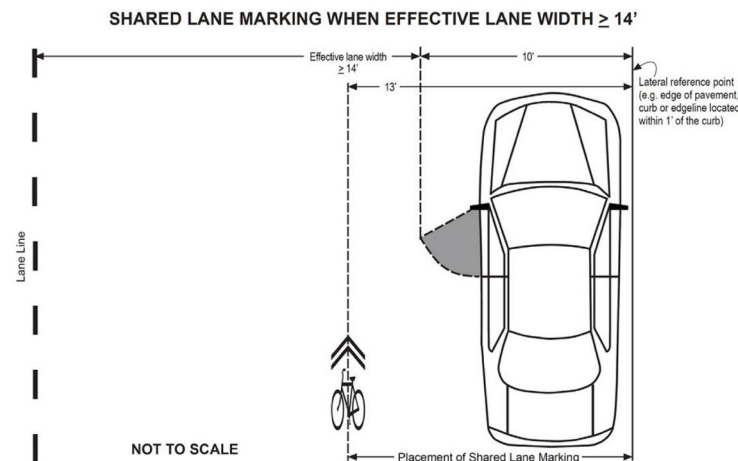 SHARED LANE MARKING WHEN EFFECTIVE LANE WIDTH ≥ 14’
Effective lane width
≥ 14’
10’
13’
Lateral reference point
(e.g. edge of pavement,
curb or edgeline located
within 1’ of the curb)
Lane Line
NOT TO SCALE
Placement of Shared Lane Marking